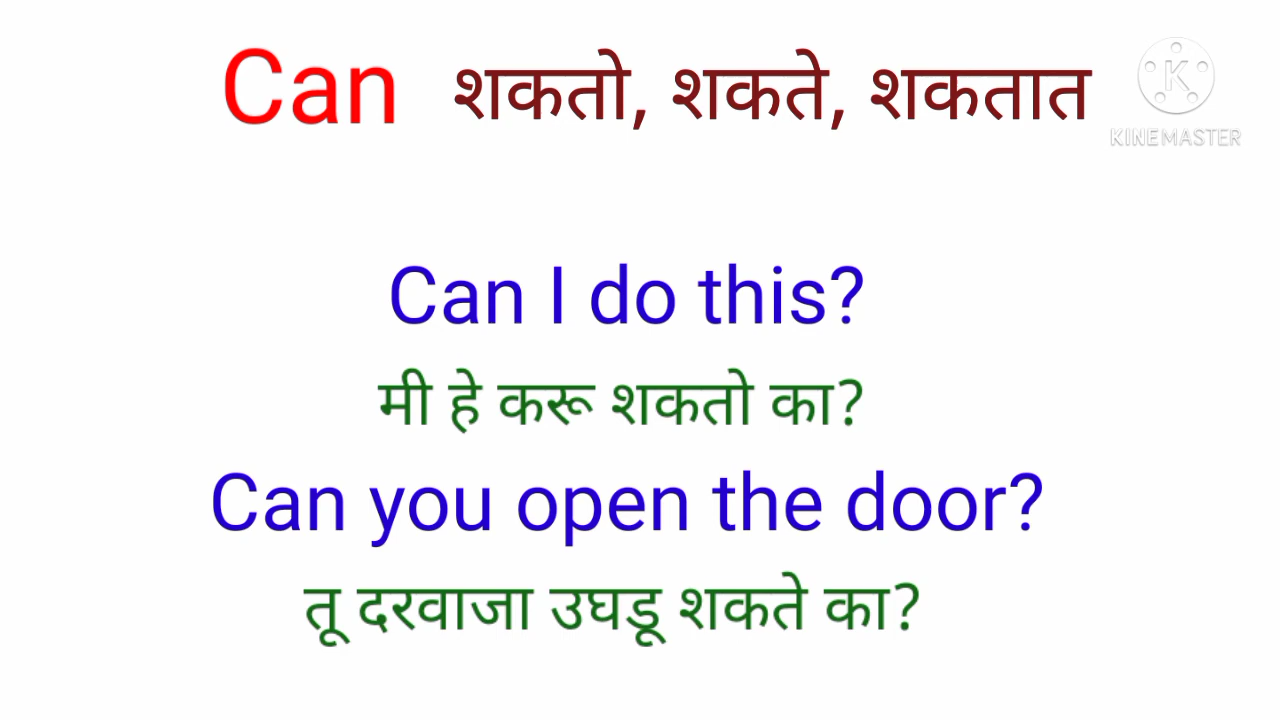 Can शकतो, शकते, शकतात
KINEMASTER
Can I do this?
मी हे करू शकतो का?
Can you open the door?
तू दरवाजा उघडू शकते का?